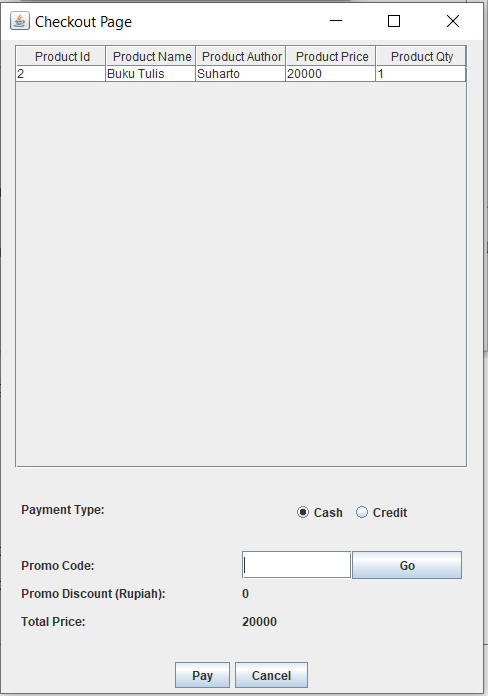 Checkout Page
Product Id Product Name Product Author Product Price Product Qty
2 Buku Tulis Suharto 20000 1
Payment Type: Cash Credit
Promo Code: Go
Promo Discount (Rupiah): 0
Total Price: 20000
Pay Cancel